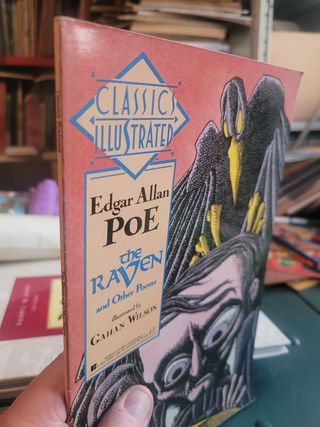 CLASSICS
ILLUSTRATED
Edgar Allan
POE
the
RAVEN
and Other Poems
illustrated by
GAHAN WILSON